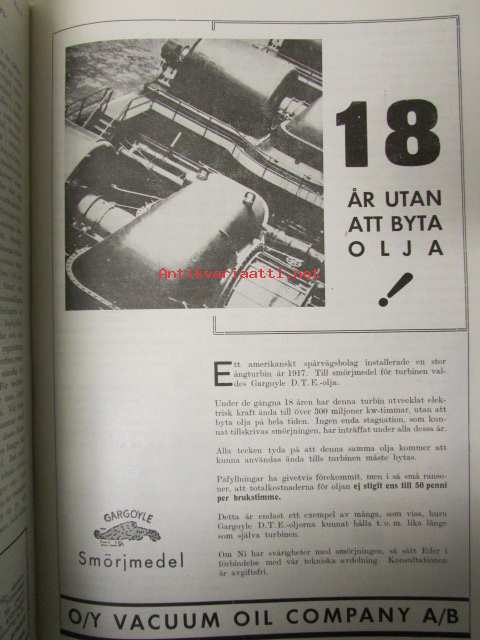 18
ÅR UTAN
ATT BYTA
OLJA
!
Antikvariaatti.net
Ett amerikanskt spårvägsbolag installerade en stor
ångturbin år 1917. Till smörjmedel för turbinen val-
des Gargoyle D. T. E.-olja.
Under de gångna 18 åren har denna turbin utvecklat elek-
trisk kraft ända till över 300 miljoner kw-timmar, utan att
byta olja på hela tiden. Ingen enda stagnation, som kun-
nat tillskrivas smörjningen, har inträffat under alla dessa år.
Alla tecken tyda på att denna samma olja kommer att
kunna användas ända tills turbinen måste bytas.
Påfyllningar ha givetvis förekommit, men i så små ranso-
ner, att totalkostnaderna för oljan ej stigit ens till 50 penni
per brukstimme.
Detta är endast ett exempel av många, som visa, huru
Gargoyle D. T. E.-oljorna kunnat hålla t. o. m. lika länge
som själva turbinen.
Om Ni har svårigheter med smörjningen, så sätt Eder i
förbindelse med vår tekniska avdelning. Konsultationen
är avgiftsfri.
GARGOYLE
Smörjmedel
O/Y VACUUM OIL COMPANY A/B